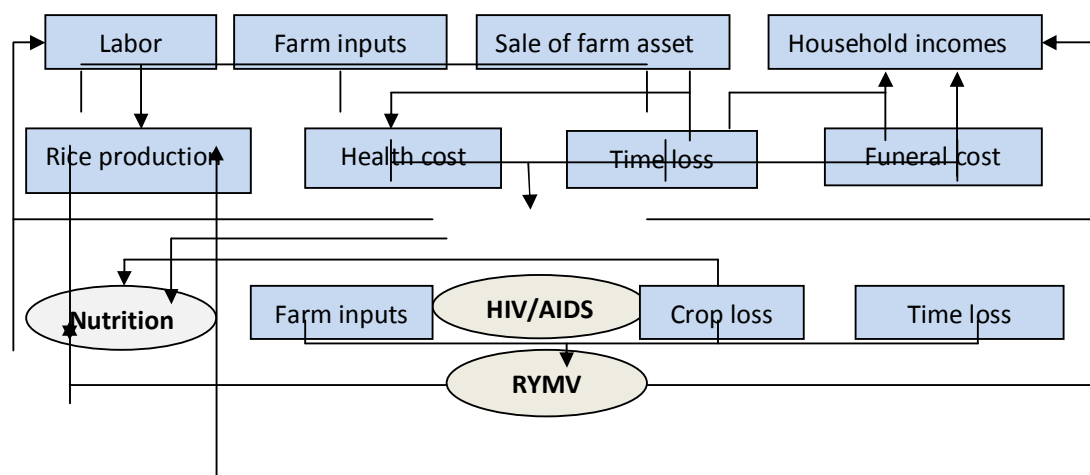 Labor
Farm inputs
Sale of farm asset
Household incomes
Rice production
Health cost
Time loss
Funeral cost
Nutrition
Farm inputs
HIV/AIDS
Crop loss
Time loss
RYMV